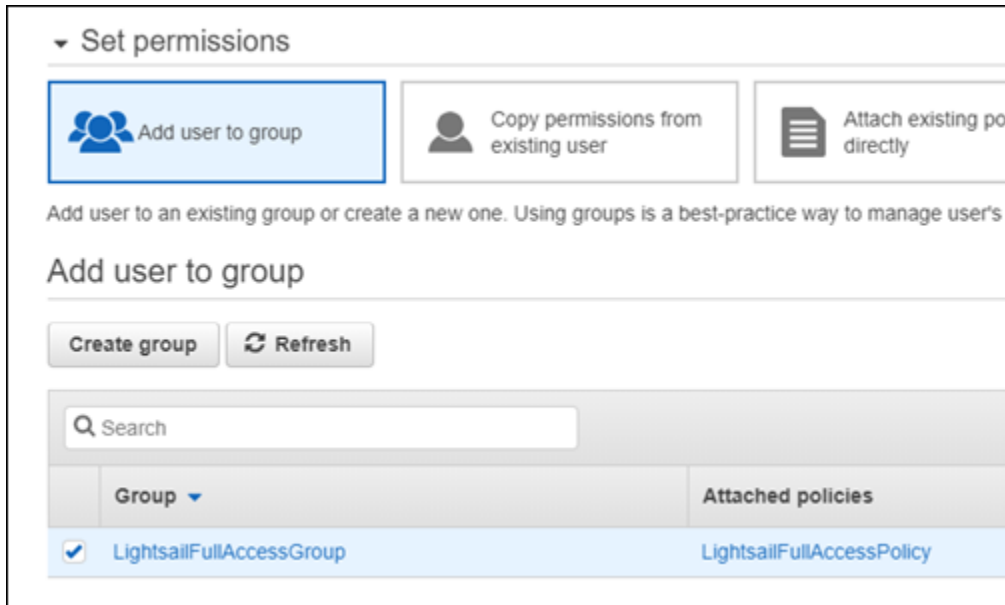 Set permissions
Add user to group
Copy permissions from
existing user
Attach existing
directly
Add user to an existing group or create a new one. Using groups is a best-practice way to manage user's
Add user to group
Create group
Refresh
Search
Group
Attached policies
LightsailFullAccessGroup
LightsailFullAccessPolicy